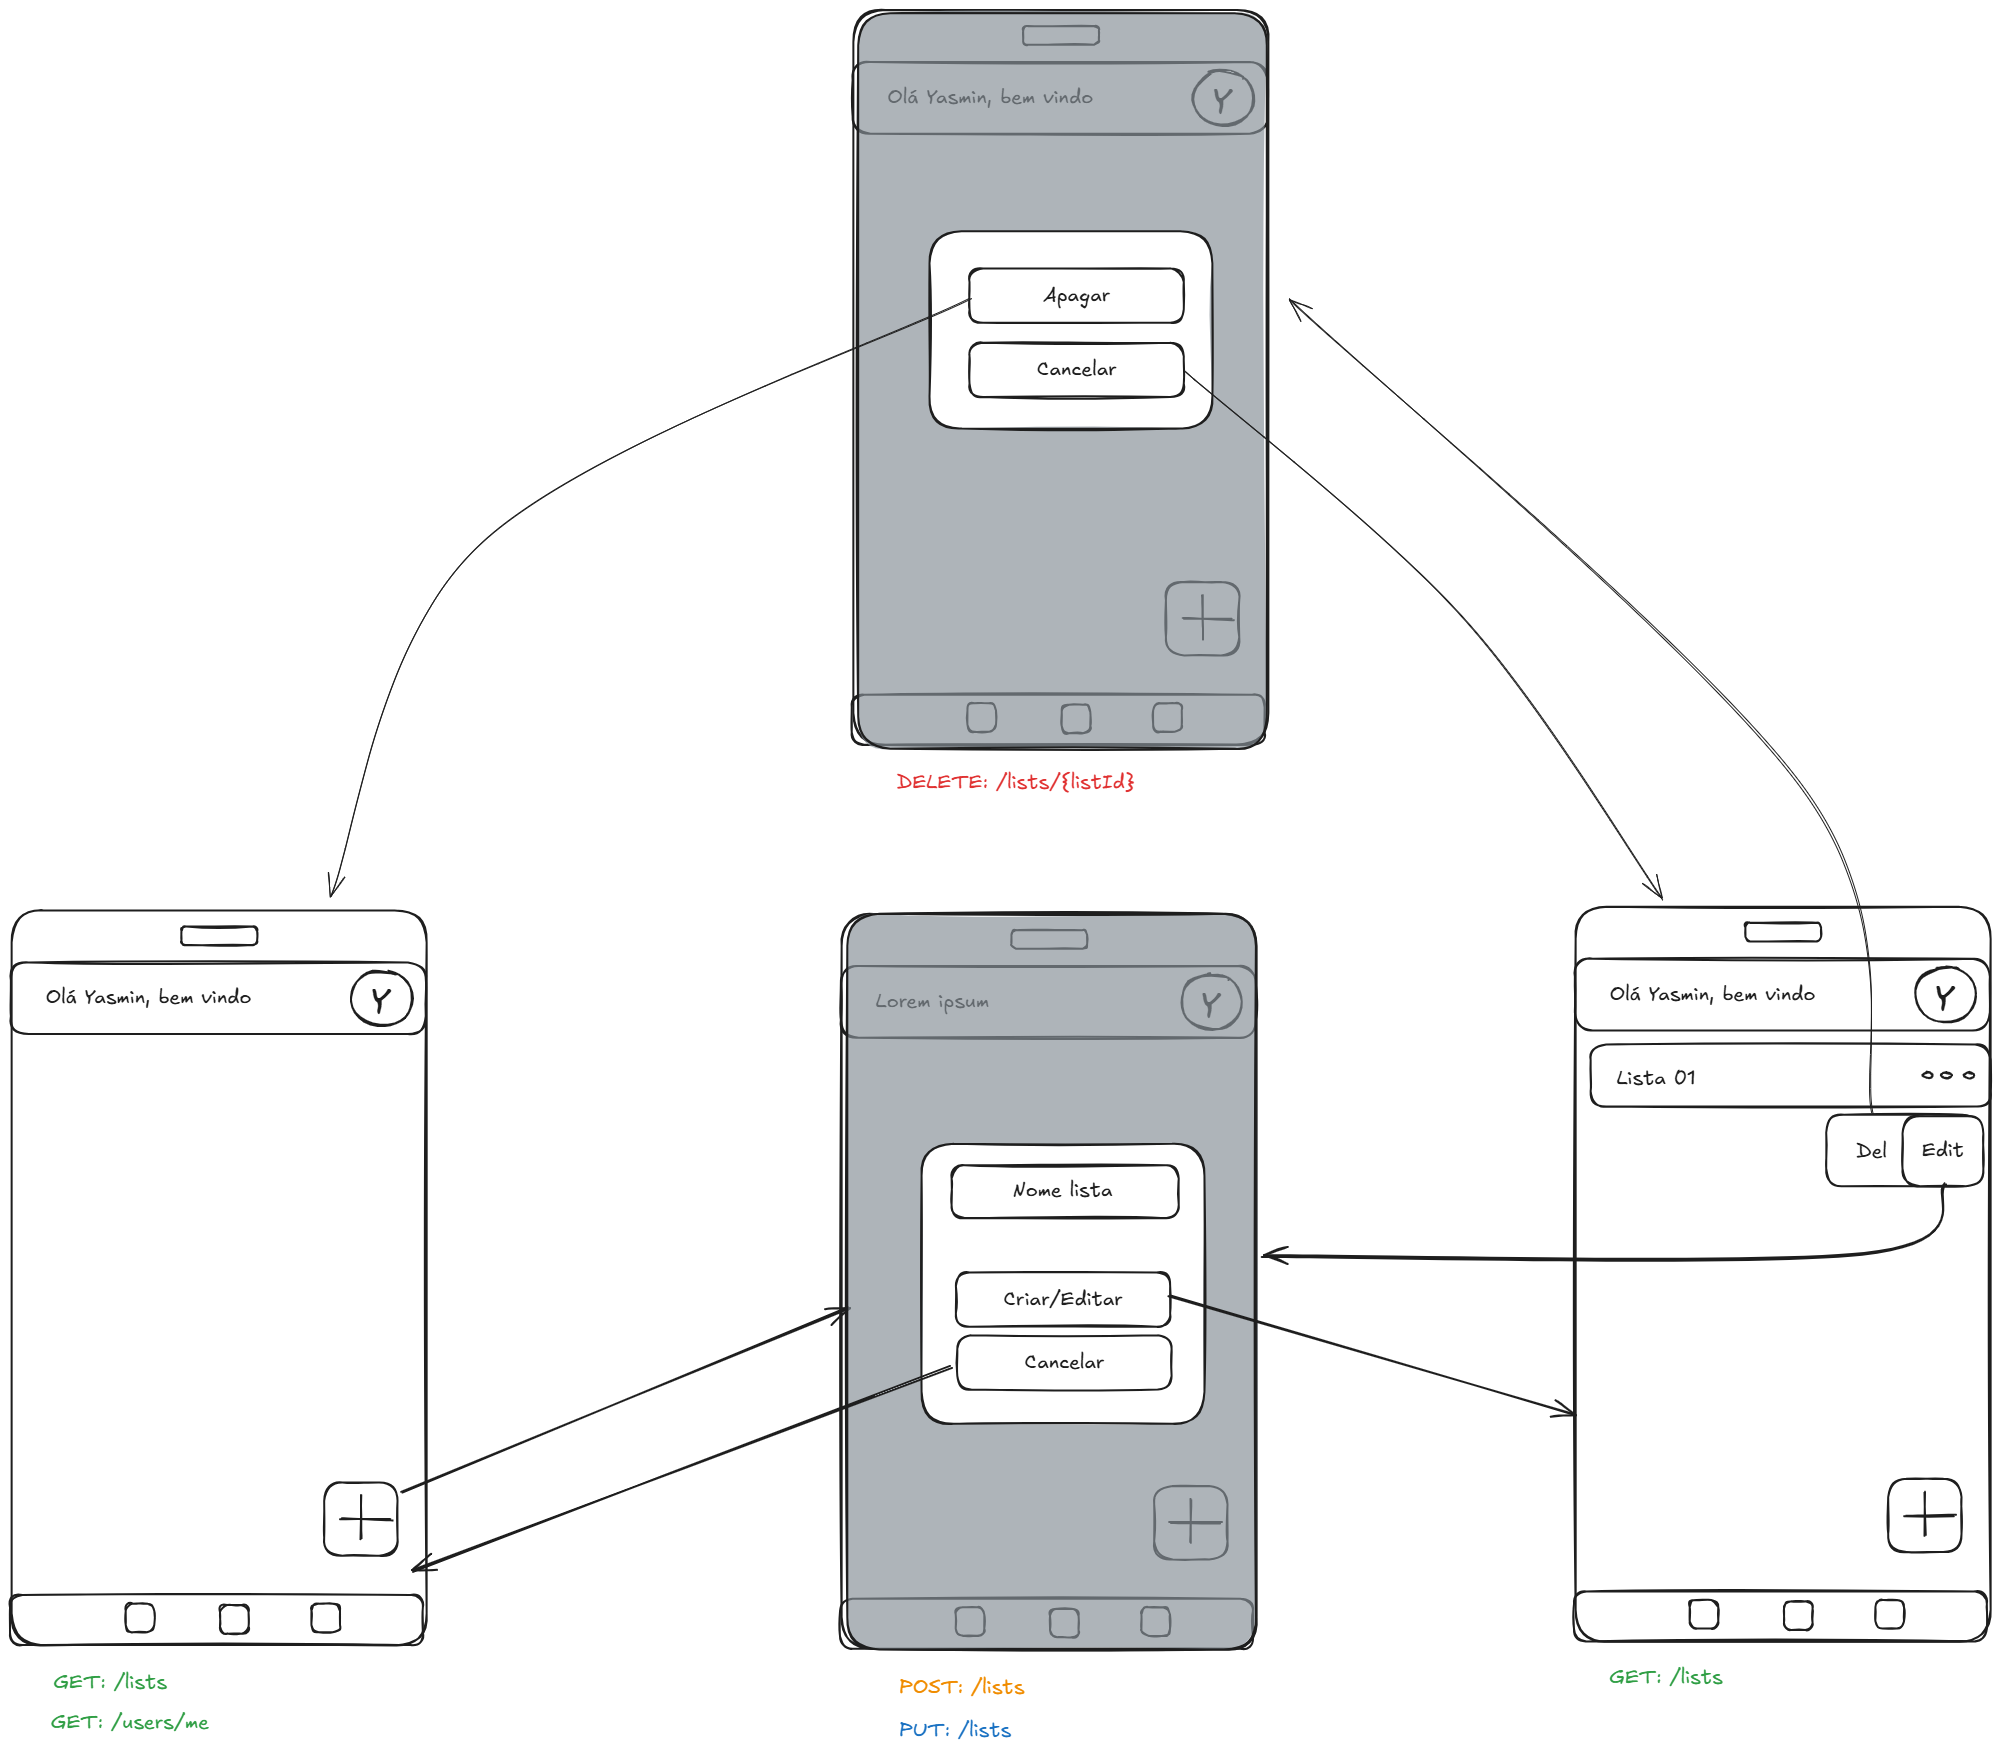 Olá Yasmin, bem vindo
Y
Apagar
Cancelar
DELETE: /lists/{listId}
Olá Yasmin, bem vindo
Y
GET: /lists
GET: /users/me
Lorem ipsum
Y
Nome lista
Criar/Editar
Cancelar
POST: /lists
PUT: /lists
Olá Yasmin, bem vindo
Y
Lista 01
Del
Edit
GET: /lists